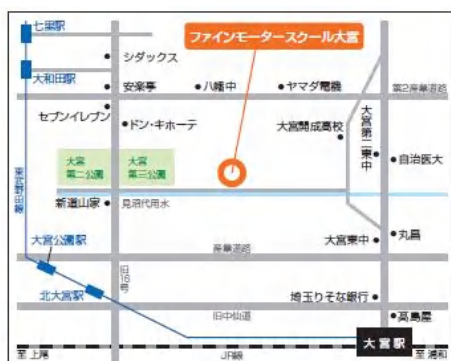 七里駅
ファインモータースクール大宮
シダックス
大和田駅
安楽亭
八幡中
ヤマダ電機
第2産業道路
セブンイレブン
ドン・キホーテ
大宮開成高校
大宮第二東中
自治医大
大宮
第二公園
大宮
第三公園
東武野田線
新道山家
見沼代用水
大宮公園駅
産業道路
大宮東中
丸昌
旧16号
北大宮駅
埼玉りそな銀行
旧中仙道
高島屋
大宮駅
至 上尾
JR線
至 浦和